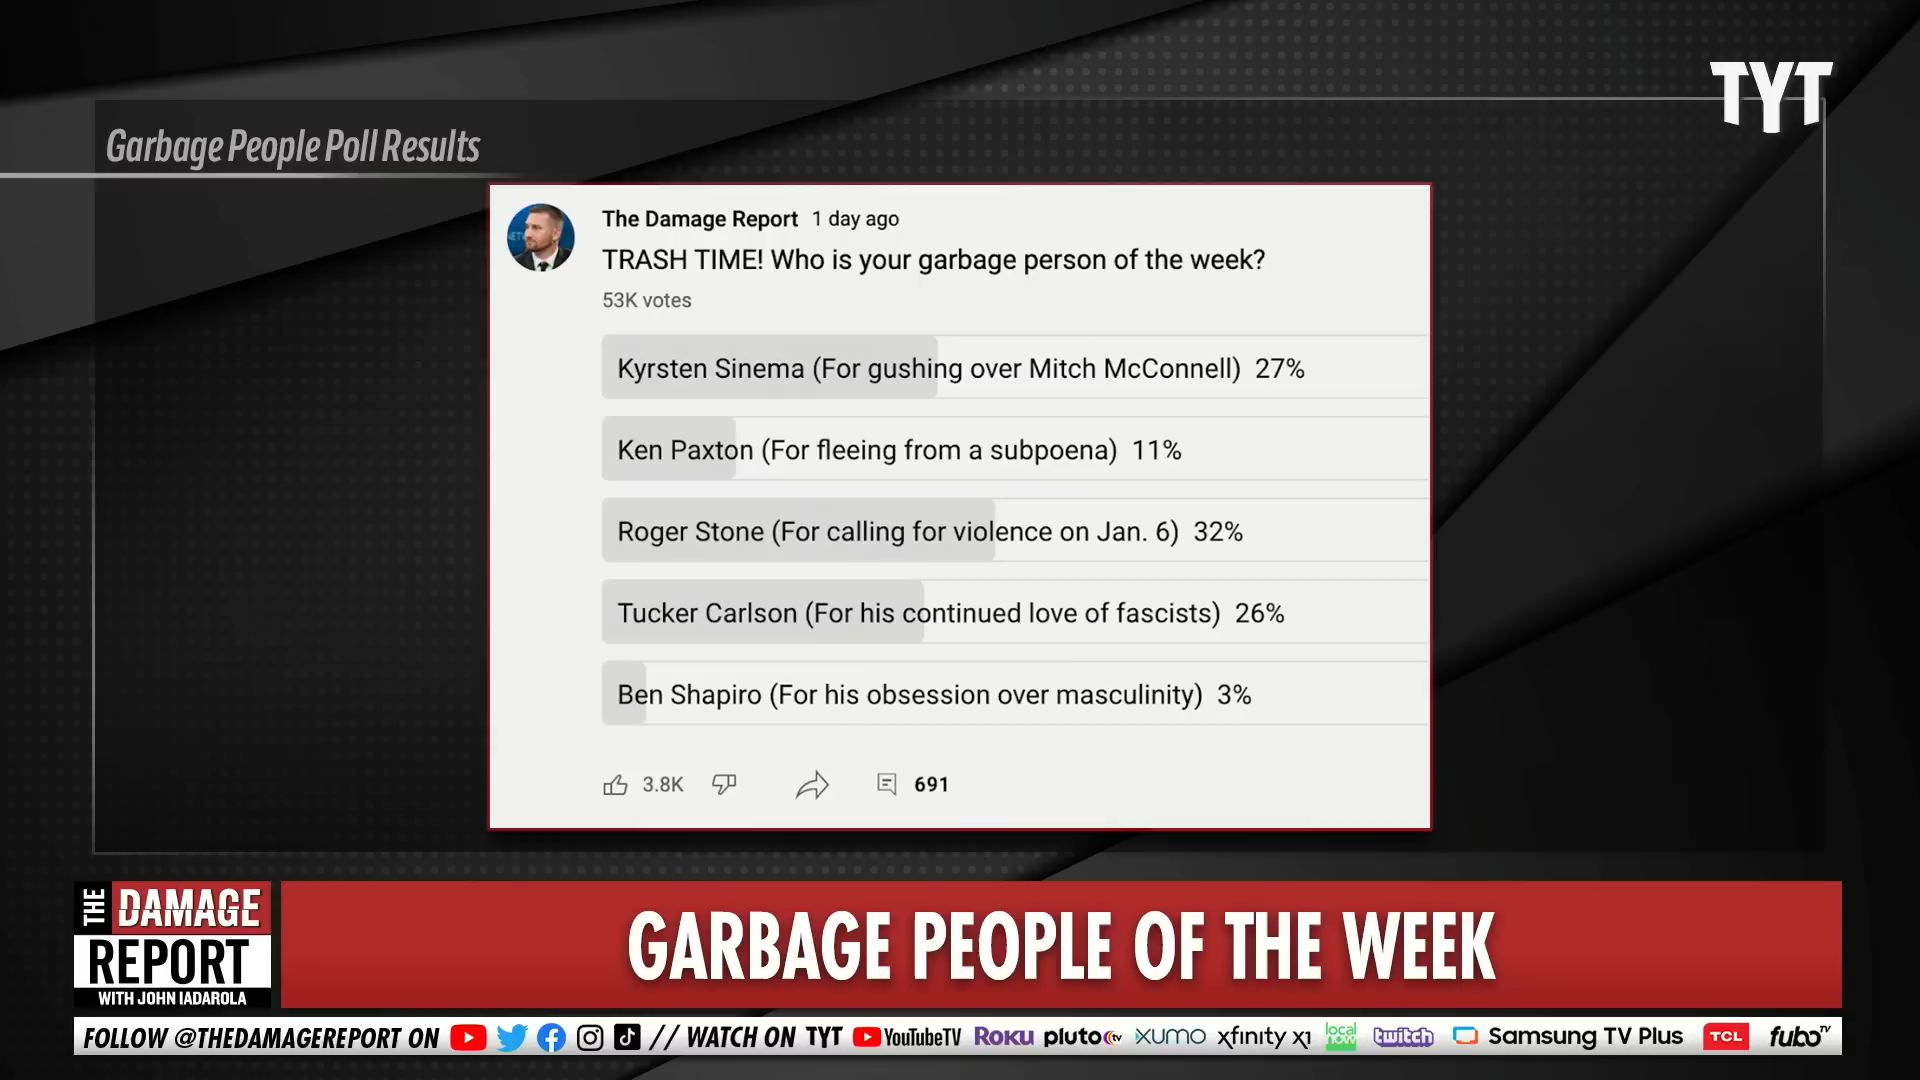 TYT
Garbage People Poll Results
The Damage Report 1 day ago
TRASH TIME! Who is your garbage person of the week?
53K votes
Kyrsten Sinema (For gushing over Mitch McConnell) 27%
Ken Paxton (For fleeing from a subpoena) 11%
Roger Stone (For calling for violence on Jan. 6) 32%
Tucker Carlson (For his continued love of fascists) 26%
Ben Shapiro (For his obsession over masculinity) 3%
3.8K 691
THE DAMAGE
REPORT
WITH JOHN IADAROLA
GARBAGE PEOPLE OF THE WEEK
FOLLOW @THEDAMAGEREPORT ON // WATCH ON TYT YouTubeTV ROKU pluto tv XUMO xfinity x1 local now twitch Samsung TV Plus TCL fubo TV